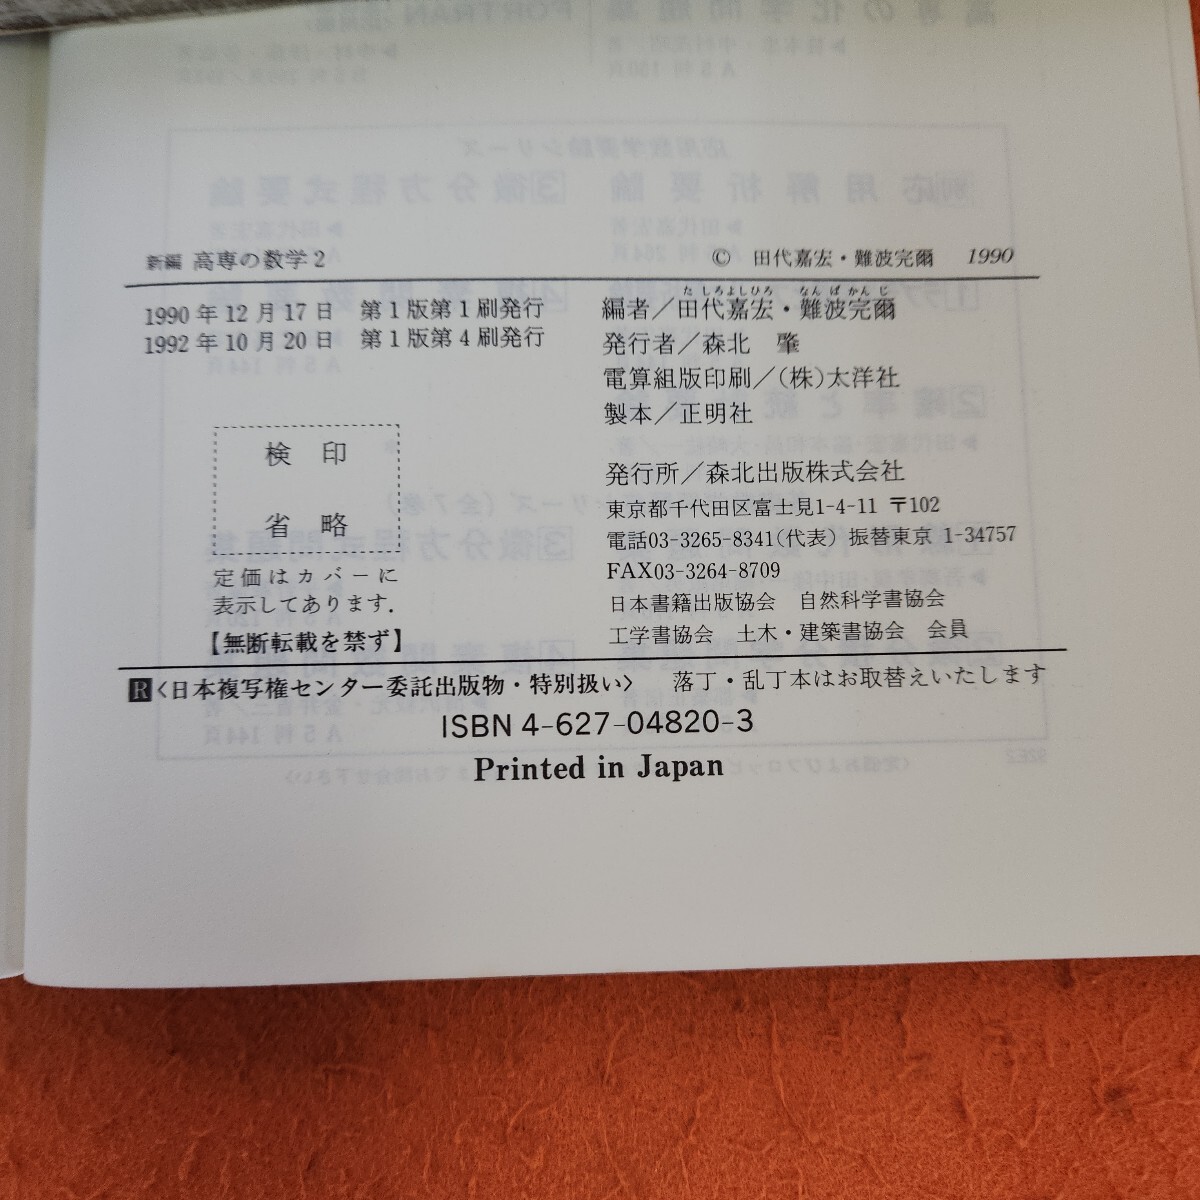 新編 高専の数学2
© 田代嘉宏・難波完爾 1990
1990年12月17日 第1版第1刷発行
1992年10月20日 第1版第4刷発行
検印
省略
定価はカバーに
表示してあります.
【無断転載を禁ず】
たしろよしひろ なんばかんじ
編者/田代嘉宏・難波完爾
発行者/森北 肇
電算組版印刷/(株)太洋社
製本/正明社
発行所/森北出版株式会社
東京都千代田区富士見1-4-11 〒102
電話03-3265-8341(代表) 振替東京 1-34757
FAX03-3264-8709
日本書籍出版協会 自然科学書協会
工学書協会 土木・建築書協会 会員
R<日本複写権センター委託出版物・特別扱い> 落丁・乱丁本はお取替えいたします
ISBN 4-627-04820-3
Printed in Japan